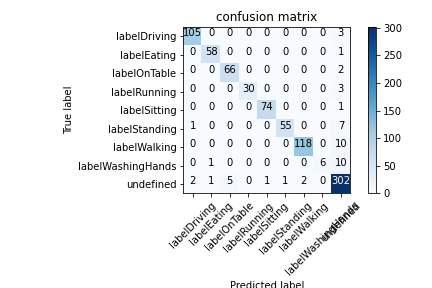 confusion matrix
True label
labelDriving 105 0 0 0 0 0 0 0 3
labelEating 0 58 0 0 0 0 0 0 1
labelOnTable 0 0 66 0 0 0 0 0 2
labelRunning 0 0 0 30 0 0 0 0 3
labelSitting 0 0 0 0 74 0 0 0 1
labelStanding 1 0 0 0 0 55 0 0 7
labelWalking 0 0 0 0 0 0 118 0 10
labelWashingHands 0 1 0 0 0 0 0 6 10
undefined 2 1 5 0 1 1 2 0 302
labelDriving
labelEating
labelOnTable
labelRunning
labelSitting
labelStanding
labelWalking
labelWashingHands
undefined
Predicted label
300
250
200
150
100
50
0